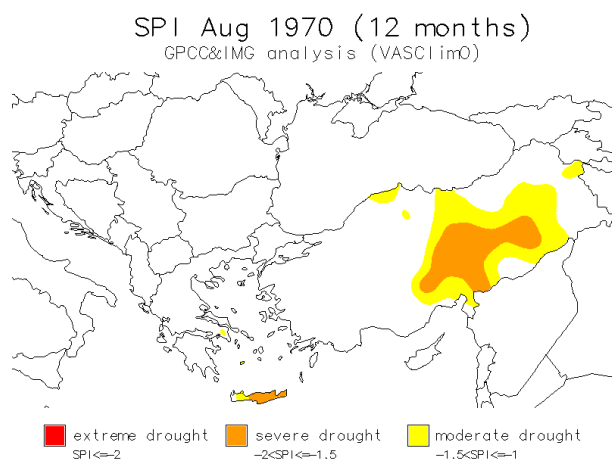 SPI Aug 1970 (12 months)
GPCC&IMG analysis (VASClimO)
extreme drought severe drought moderate drought
SPI<=-2 -2<SPI<=-1.5 -1.5<SPI<=-1